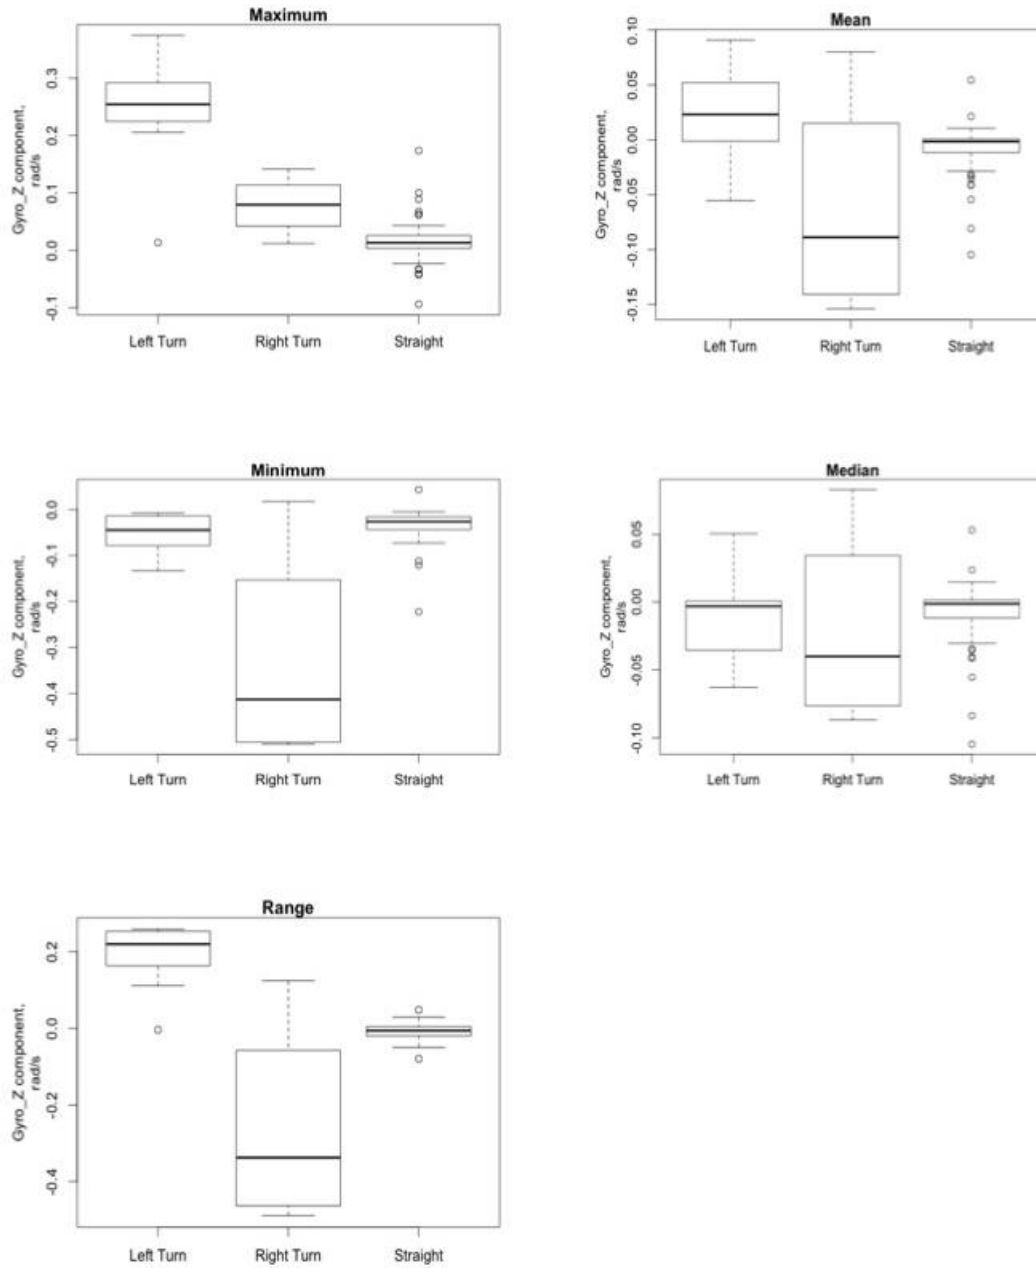 Maximum
Gyro_Z component,
rad/s
0.3
0.2
0.1
0.0
-0.1
Left Turn
Right Turn
Straight
Mean
Gyro_Z component,
rad/s
0.10
0.05
0.00
-0.05
-0.10
-0.15
Left Turn
Right Turn
Straight
Minimum
Gyro_Z component,
rad/s
0.0
-0.1
-0.2
-0.3
-0.4
-0.5
Left Turn
Right Turn
Straight
Median
Gyro_Z component,
rad/s
0.05
0.00
-0.05
-0.10
Left Turn
Right Turn
Straight
Range
Gyro_Z component,
rad/s
0.2
0.0
-0.2
-0.4
Left Turn
Right Turn
Straight